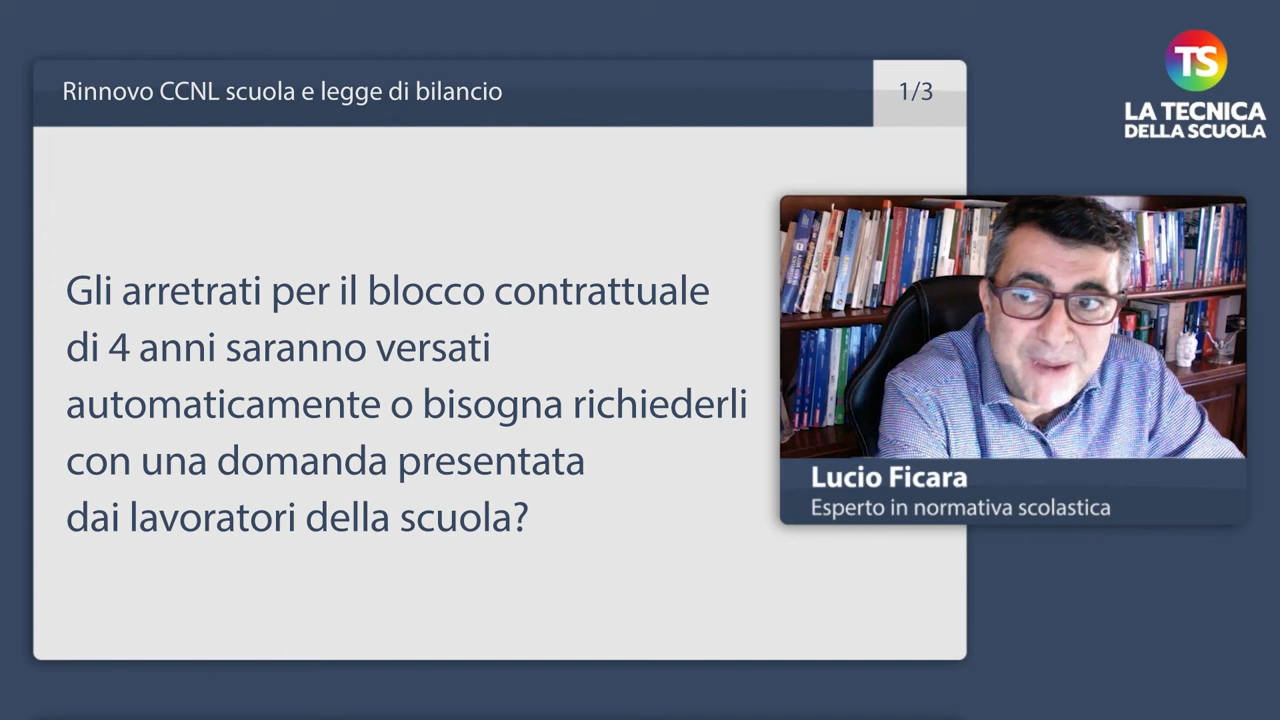 Rinnovo CCNL scuola e legge di bilancio
1/3
TS
LA TECNICA
DELLA SCUOLA
Gli arretrati per il blocco contrattuale
di 4 anni saranno versati
automaticamente o bisogna richiederli
con una domanda presentata
dai lavoratori della scuola?
Lucio Ficara
Esperto in normativa scolastica